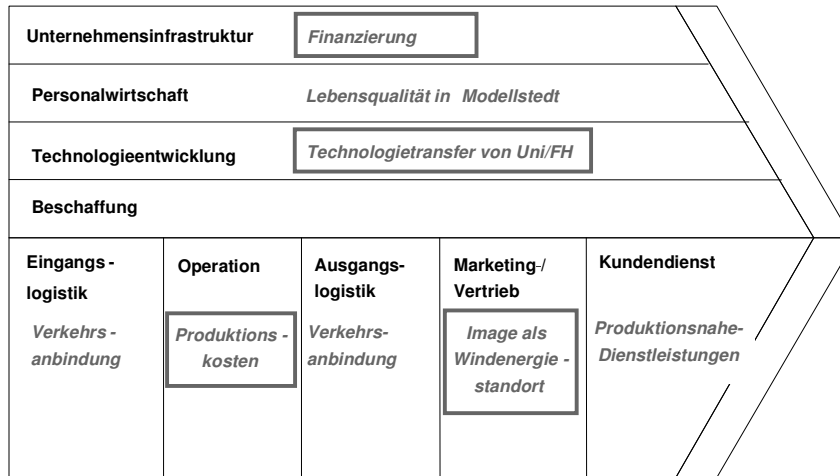 Unternehmensinfrastruktur
Finanzierung
Personalwirtschaft
Lebensqualität in Modellstedt
Technologieentwicklung
Technologietransfer von Uni/FH
Beschaffung
Eingangs-
logistik
Verkehrs-
anbindung
Operation
Produktions-
kosten
Ausgangs-
logistik
Verkehrs-
anbindung
Marketing-/
Vertrieb
Image als
Windenergie-
standort
Kundendienst
Produktionsnahe-
Dienstleistungen